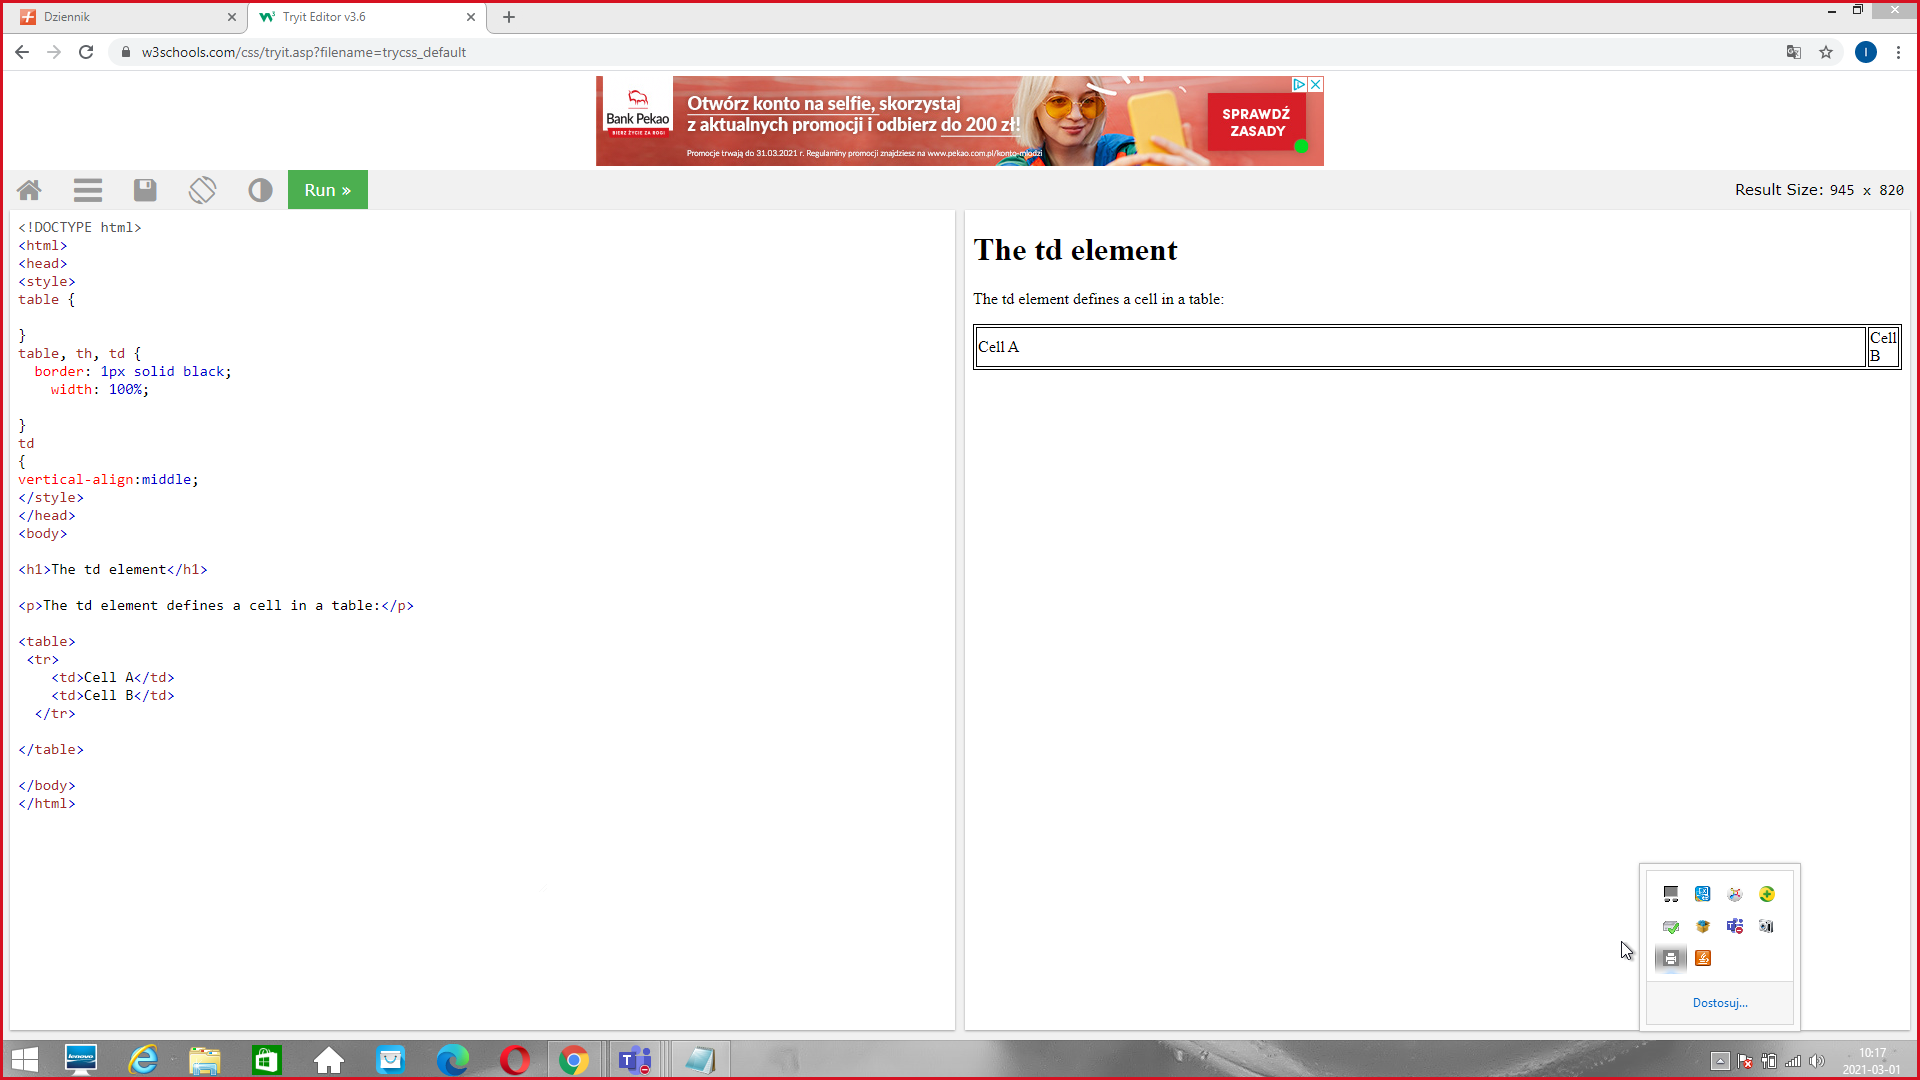 Dziennik
Tryit Editor v3.6
w3schools.com/css/tryit.asp?filename=trycss_default
I
Bank Pekao
BIERZ ŻYCIE ZA ROGI
Otwórz konto na selfie, skorzystaj
z aktualnych promocji i odbierz do 200 zł!
Promocje trwają do 31.03.2021 r. Regulaminy promocji znajdziesz na www.pekao.com.pl/konto-mlodzi
SPRAWDŹ
ZASADY
Run »
Result Size: 945 x 820
<!DOCTYPE html>
<html>
<head>
<style>
table {
}
table, th, td {
border: 1px solid black;
width: 100%;
}
td
{
vertical-align:middle;
</style>
</head>
<body>
<h1>The td element</h1>
<p>The td element defines a cell in a table:</p>
<table>
<tr>
<td>Cell A</td>
<td>Cell B</td>
</tr>
</table>
</body>
</html>
The td element
The td element defines a cell in a table:
Cell A
Cell
B
Dostosuj...
lenovo
10:17
2021-03-01